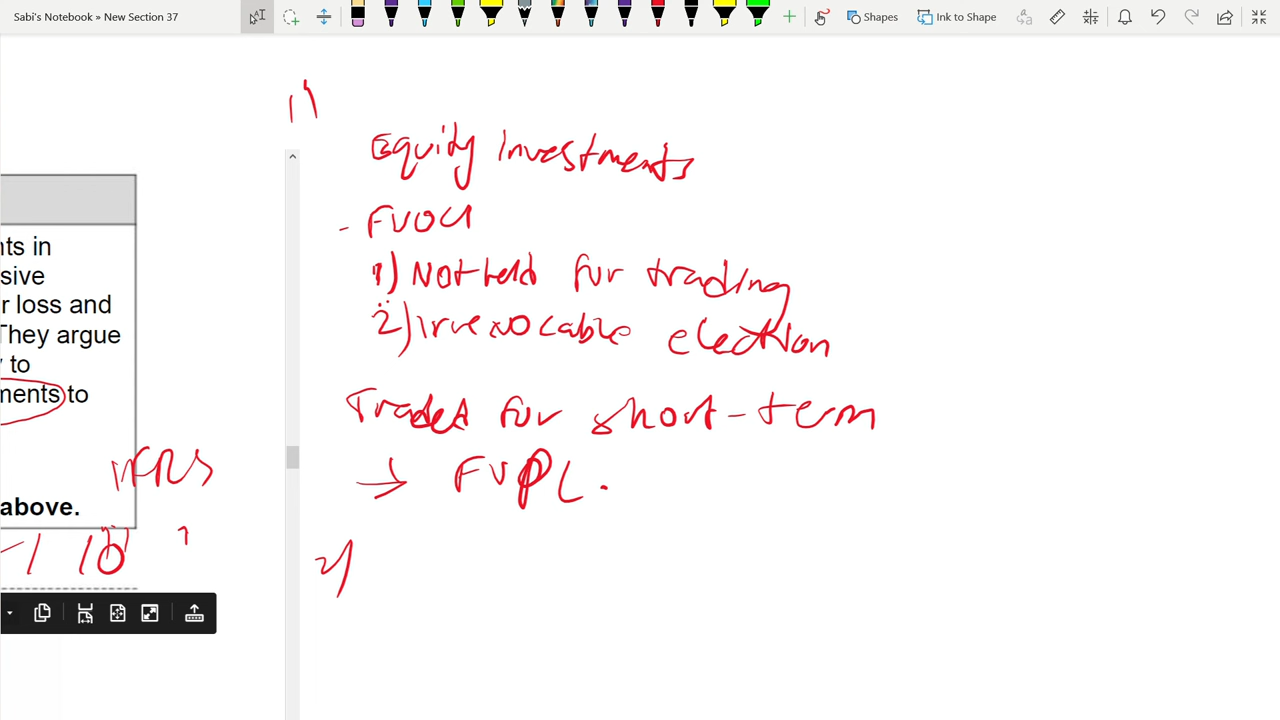 Sabi's Notebook » New Section 37
Shapes
Ink to Shape
1)
Equity Investments
nts in
sive
- FVOCI
r loss and
1) Not held for trading
They argue
2) irrevocable election
y to
ments to
Traded for short-term
IFRS
→ FVPL.
above.
10
2)